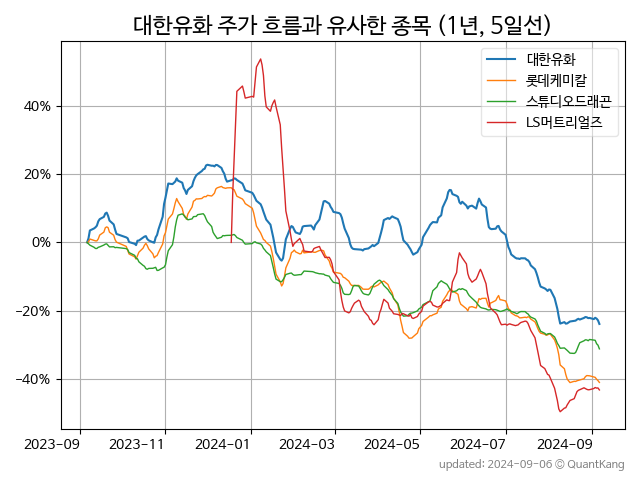 대한유화 주가 흐름과 유사한 종목 (1년, 5일선)
대한유화
롯데케미칼
스튜디오드래곤
LS머트리얼즈
40%
20%
0%
−20%
−40%
2023-09 2023-11 2024-01 2024-03 2024-05 2024-07 2024-09
updated: 2024-09-06 © QuantKang